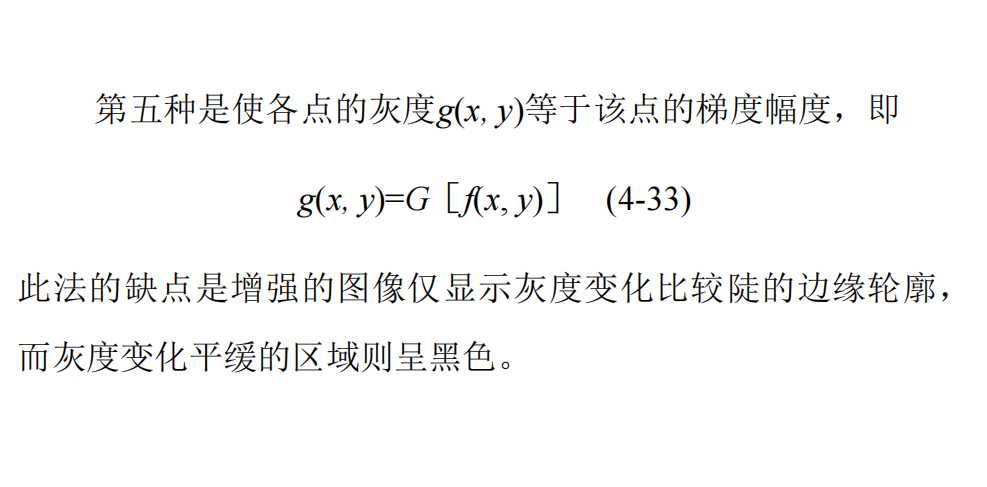 第五种是使各点的灰度g(x, y)等于该点的梯度幅度，即
g(x, y)=G［f(x, y)］ (4-33)
此法的缺点是增强的图像仅显示灰度变化比较陡的边缘轮廓，
而灰度变化平缓的区域则呈黑色。